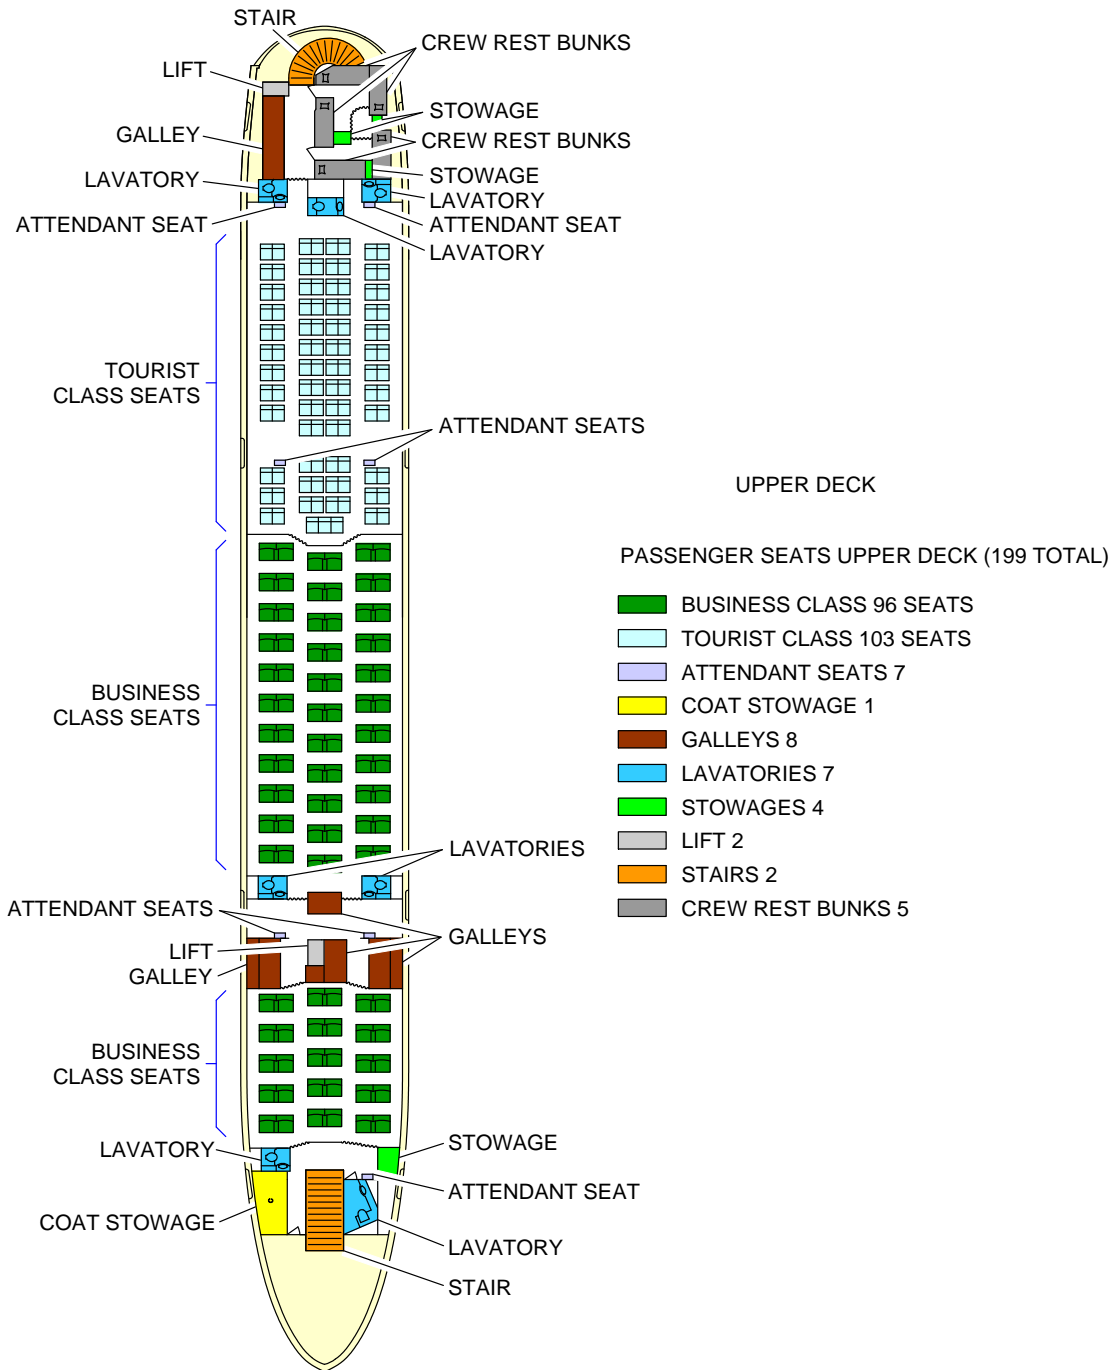 STAIR
CREW REST BUNKS
LIFT
STOWAGE
GALLEY
CREW REST BUNKS
LAVATORY
STOWAGE
LAVATORY
ATTENDANT SEAT
ATTENDANT SEAT
LAVATORY
TOURIST
CLASS SEATS
ATTENDANT SEATS
UPPER DECK
PASSENGER SEATS UPPER DECK (199 TOTAL)
BUSINESS CLASS 96 SEATS
TOURIST CLASS 103 SEATS
ATTENDANT SEATS 7
COAT STOWAGE 1
GALLEYS 8
LAVATORIES 7
STOWAGES 4
LIFT 2
STAIRS 2
CREW REST BUNKS 5
BUSINESS
CLASS SEATS
LAVATORIES
ATTENDANT SEATS
GALLEYS
LIFT
GALLEY
BUSINESS
CLASS SEATS
LAVATORY
STOWAGE
ATTENDANT SEAT
COAT STOWAGE
LAVATORY
STAIR